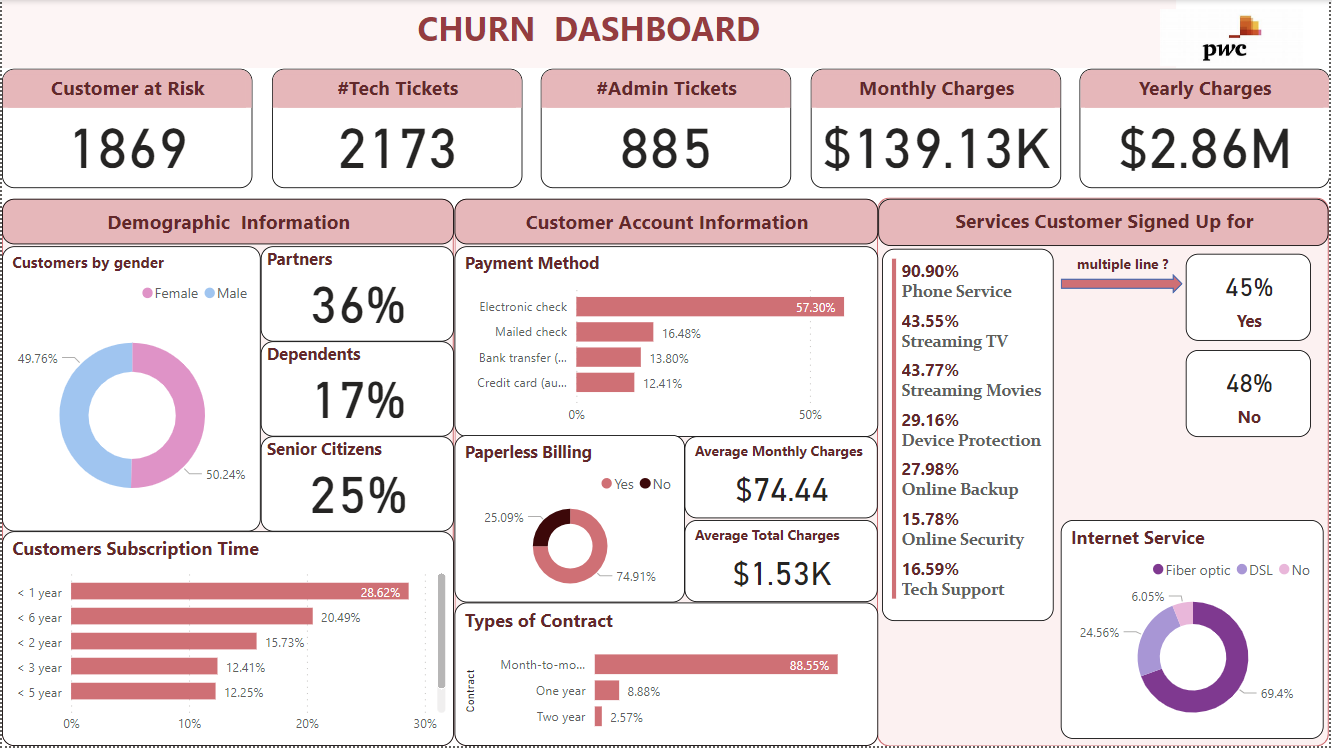 CHURN DASHBOARD
pwc
Customer at Risk
1869
#Tech Tickets
2173
#Admin Tickets
885
Monthly Charges
$139.13K
Yearly Charges
$2.86M
Demographic Information
Customers by gender
Female Male
49.76%
50.24%
Partners
36%
Dependents
17%
Senior Citizens
25%
Customers Subscription Time
< 1 year 28.62%
< 6 year 20.49%
< 2 year 15.73%
< 3 year 12.41%
< 5 year 12.25%
0% 10% 20% 30%
Customer Account Information
Payment Method
Electronic check 57.30%
Mailed check 16.48%
Bank transfer (... 13.80%
Credit card (au... 12.41%
0% 50%
Paperless Billing
Yes No
25.09%
74.91%
Average Monthly Charges
$74.44
Average Total Charges
$1.53K
Types of Contract
Contract
Month-to-mo... 88.55%
One year 8.88%
Two year 2.57%
Services Customer Signed Up for
90.90%
Phone Service
43.55%
Streaming TV
43.77%
Streaming Movies
29.16%
Device Protection
27.98%
Online Backup
15.78%
Online Security
16.59%
Tech Support
multiple line ?
45%
Yes
48%
No
Internet Service
Fiber optic DSL No
6.05%
24.56%
69.4%